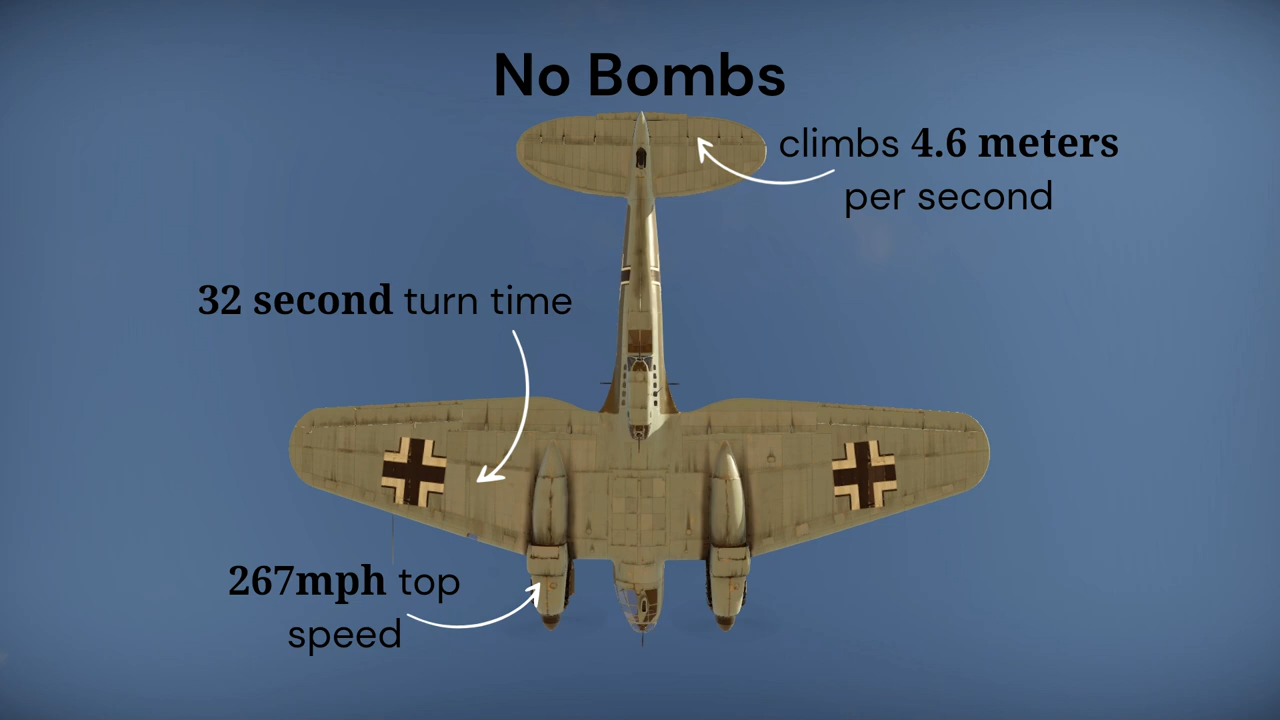 No Bombs
climbs 4.6 meters
per second
32 second turn time
267mph top
speed